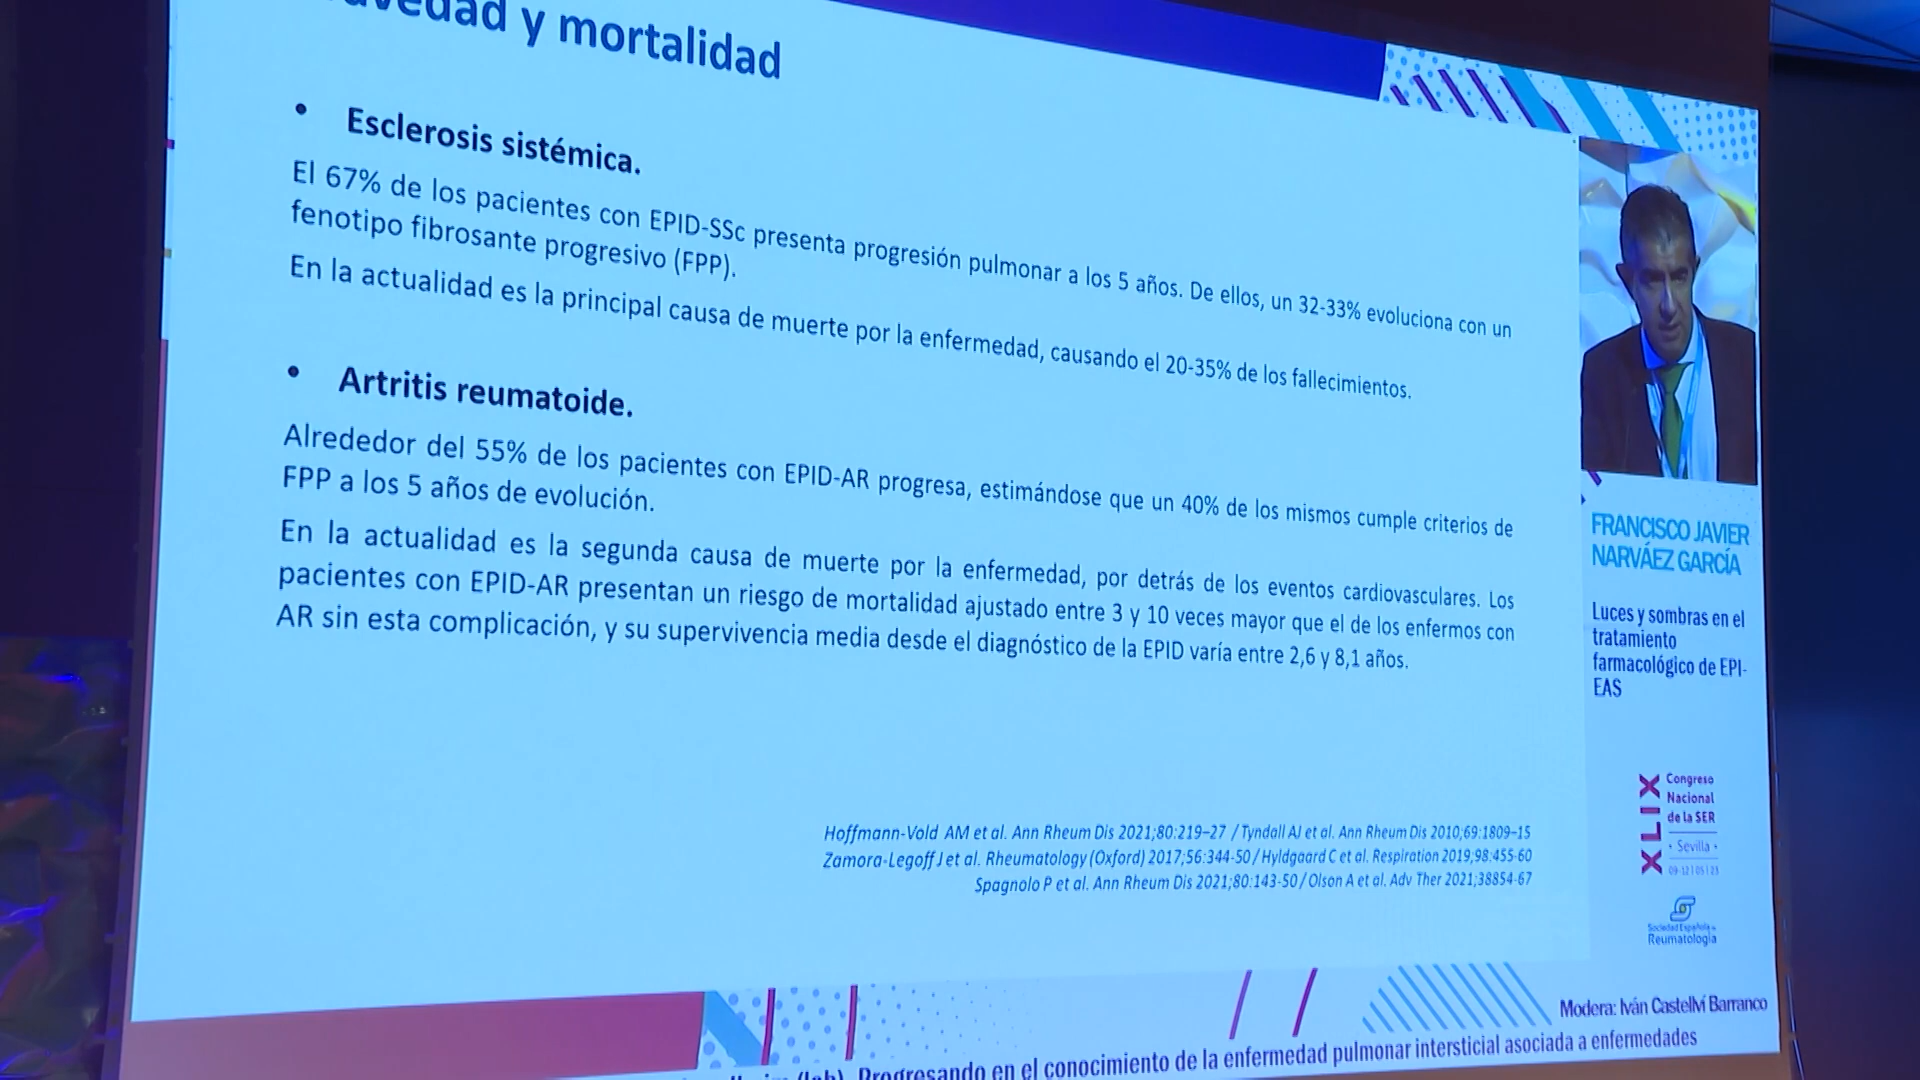 y mortalidad
• Esclerosis sistémica.
El 67% de los pacientes con EPID-SSc presenta progresión pulmonar a los 5 años. De ellos, un 32-33% evoluciona con un
fenotipo fibrosante progresivo (FPP).
En la actualidad es la principal causa de muerte por la enfermedad, causando el 20-35% de los fallecimientos.
• Artritis reumatoide.
Alrededor del 55% de los pacientes con EPID-AR progresa, estimándose que un 40% de los mismos cumple criterios de
FPP a los 5 años de evolución.
En la actualidad es la segunda causa de muerte por la enfermedad, por detrás de los eventos cardiovasculares. Los
pacientes con EPID-AR presentan un riesgo de mortalidad ajustado entre 3 y 10 veces mayor que el de los enfermos con
AR sin esta complicación, y su supervivencia media desde el diagnóstico de la EPID varía entre 2,6 y 8,1 años.
Hoffmann-Vold AM et al. Ann Rheum Dis 2021;80:219–27 / Tyndall AJ et al. Ann Rheum Dis 2010;69:1809–15
Zamora-Legoff J et al. Rheumatology (Oxford) 2017;56:344-50 / Hyldgaard C et al. Respiration 2019;98:455-60
Spagnolo P et al. Ann Rheum Dis 2021;80:143-50 / Olson A et al. Adv Ther 2021;38854-67
FRANCISCO JAVIER
NARVÁEZ GARCÍA
Luces y sombras en el
tratamiento
farmacológico de EPI-
EAS
XLIX
Congreso
Nacional
de la SER
• Sevilla •
09-12|05|23
Sociedad Española de
Reumatología
Modera: Iván Castellví Barranco
Progresando en el conocimiento de la enfermedad pulmonar intersticial asociada a enfermedades